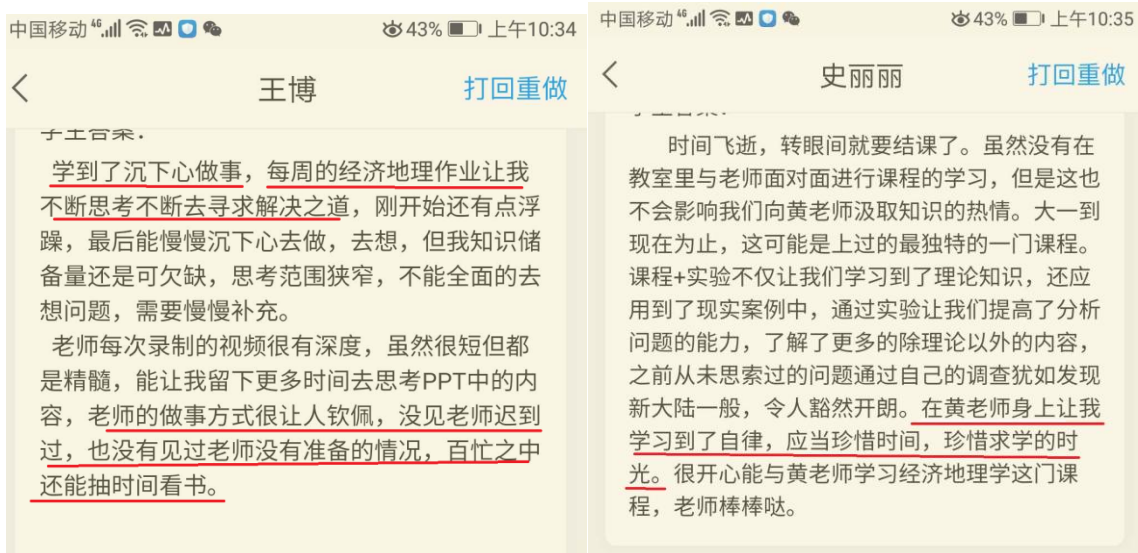 中国移动 46 43% 上午10:34
王博 打回重做
学生答案：
学到了沉下心做事，每周的经济地理作业让我
不断思考不断去寻求解决之道，刚开始还有点浮
躁，最后能慢慢沉下心去做，去想，但我知识储
备量还是可欠缺，思考范围狭窄，不能全面的去
想问题，需要慢慢补充。
老师每次录制的视频很有深度，虽然很短但都
是精髓，能让我留下更多时间去思考PPT中的内
容，老师的做事方式很让人钦佩，没见老师迟到
过，也没有见过老师没有准备的情况，百忙之中
还能抽时间看书。
中国移动 46 43% 上午10:35
史丽丽 打回重做
时间飞逝，转眼间就要结课了。虽然没有在
教室里与老师面对面进行课程的学习，但是这也
不会影响我们向黄老师汲取知识的热情。大一到
现在为止，这可能是上过的最独特的一门课程。
课程+实验不仅让我们学习到了理论知识，还应
用到了现实案例中，通过实验让我们提高了分析
问题的能力，了解了更多的除理论以外的内容，
之前从未思索过的问题通过自己的调查犹如发现
新大陆一般，令人豁然开朗。在黄老师身上让我
学习到了自律，应当珍惜时间，珍惜求学的时
光。很开心能与黄老师学习经济地理学这门课
程，老师棒棒哒。